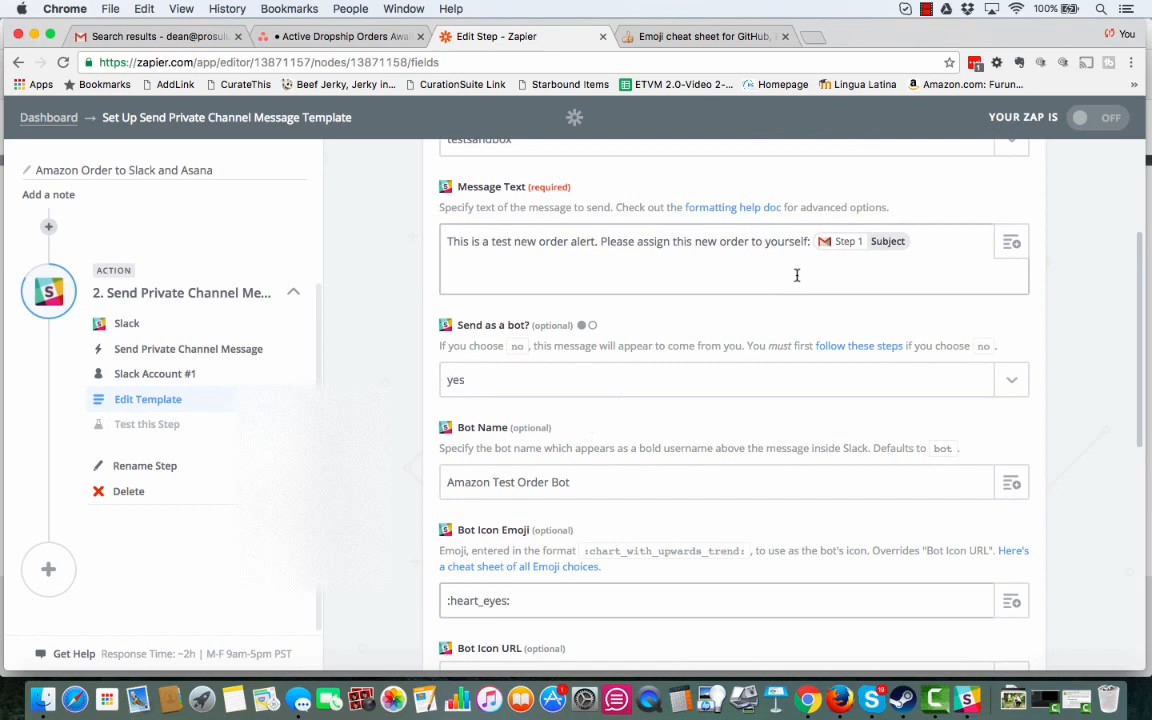 Chrome File Edit View History Bookmarks People Window Help 100%
Search results - dean@prosul
• Active Dropship Orders Awai
Edit Step - Zapier
Emoji cheat sheet for GitHub,
You
https://zapier.com/app/editor/13871157/nodes/13871158/fields
Apps Bookmarks AddLink CurateThis Beef Jerky, Jerky in... CurationSuite Link Starbound Items ETVM 2.0-Video 2-... Homepage Lingua Latina Amazon.com: Furun... »
Dashboard → Set Up Send Private Channel Message Template
YOUR ZAP IS OFF
Amazon Order to Slack and Asana
Add a note
ACTION
2. Send Private Channel Me...
Slack
Send Private Channel Message
Slack Account #1
Edit Template
Test this Step
Rename Step
Delete
Get Help Response Time: ~2h | M-F 9am-5pm PST
testsandbox
Message Text (required)
Specify text of the message to send. Check out the formatting help doc for advanced options.
This is a test new order alert. Please assign this new order to yourself: Step 1 Subject
Send as a bot? (optional)
If you choose no , this message will appear to come from you. You must first follow these steps if you choose no .
yes
Bot Name (optional)
Specify the bot name which appears as a bold username above the message inside Slack. Defaults to bot .
Amazon Test Order Bot
Bot Icon Emoji (optional)
Emoji, entered in the format :chart_with_upwards_trend: , to use as the bot's icon. Overrides "Bot Icon URL". Here's
a cheat sheet of all Emoji choices.
:heart_eyes:
Bot Icon URL (optional)